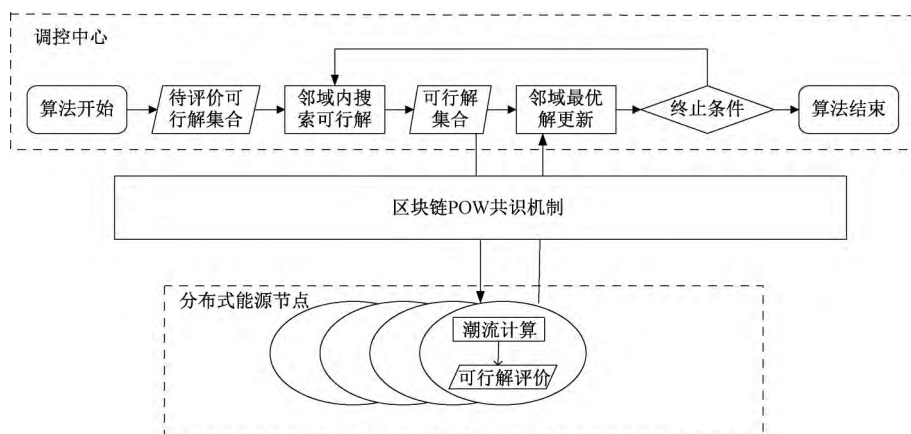 调控中心
算法开始
待评价可
行解集合
邻域内搜
索可行解
可行解
集合
邻域最优
解更新
终止条件
算法结束
区块链POW共识机制
分布式能源节点
潮流计算
可行解评价